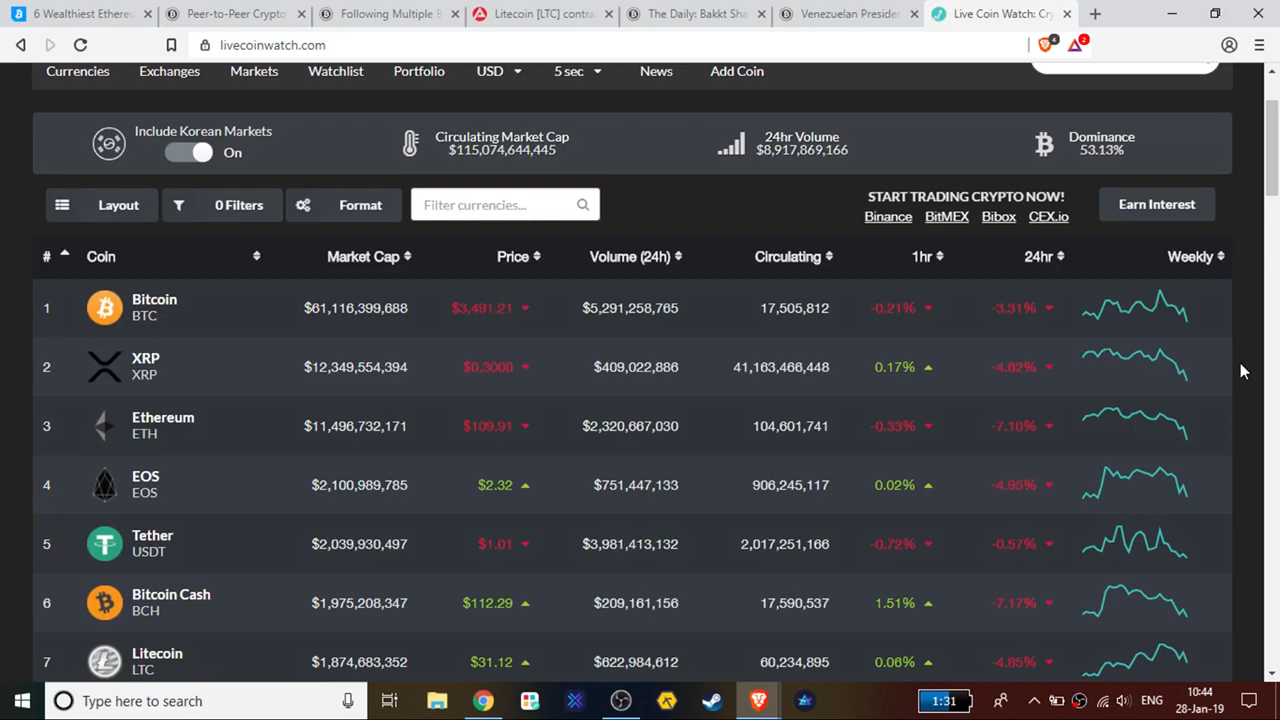 6 Wealthiest Ethere
Peer-to-Peer Crypto
Following Multiple B
Litecoin [LTC] contra
The Daily: Bakkt Sha
Venezuelan Presiden
Live Coin Watch: Cry
livecoinwatch.com
4
2
Currencies Exchanges Markets Watchlist Portfolio USD 5 sec News Add Coin
Include Korean Markets
On
Circulating Market Cap
$115,074,644,445
24hr Volume
$8,917,869,166
Dominance
53.13%
Layout 0 Filters Format Filter currencies...
START TRADING CRYPTO NOW!
Binance BitMEX Bibox CEX.io
Earn Interest
# Coin Market Cap Price Volume (24h) Circulating 1hr 24hr Weekly
1 Bitcoin BTC $61,116,399,688 $3,491.21 $5,291,258,765 17,505,812 -0.21% -3.31%
2 XRP XRP $12,349,554,394 $0.3000 $409,022,886 41,163,466,448 0.17% -4.62%
3 Ethereum ETH $11,496,732,171 $109.91 $2,320,667,030 104,601,741 -0.33% -7.10%
4 EOS EOS $2,100,989,785 $2.32 $751,447,133 906,245,117 0.02% -4.95%
5 Tether USDT $2,039,930,497 $1.01 $3,981,413,132 2,017,251,166 -0.72% -0.57%
6 Bitcoin Cash BCH $1,975,208,347 $112.29 $209,161,156 17,590,537 1.51% -7.17%
7 Litecoin LTC $1,874,683,352 $31.12 $622,984,612 60,234,895 0.06% -4.85%
Type here to search
1:31
ENG
10:44
28-Jan-19